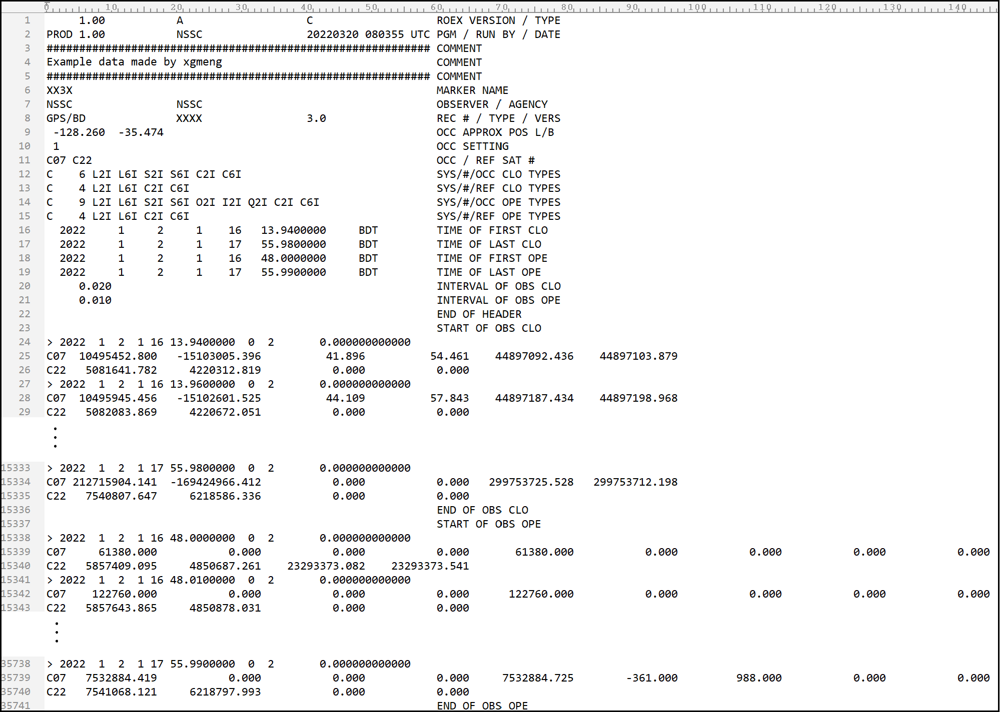 0 10 20 30 40 50 60 70 80 90 100 110 120 130 140
1 1.00 A C ROEX VERSION / TYPE
2 PROD 1.00 NSSC 20220320 080355 UTC PGM / RUN BY / DATE
3 ########################################################### COMMENT
4 Example data made by xgmeng COMMENT
5 ########################################################### COMMENT
6 XX3X MARKER NAME
7 NSSC NSSC OBSERVER / AGENCY
8 GPS/BD XXXX 3.0 REC # / TYPE / VERS
9 -128.260 -35.474 OCC APPROX POS L/B
10 1 OCC SETTING
11 C07 C22 OCC / REF SAT #
12 C 6 L2I L6I S2I S6I C2I C6I SYS/#/OCC CLO TYPES
13 C 4 L2I L6I C2I C6I SYS/#/REF CLO TYPES
14 C 9 L2I L6I S2I S6I O2I I2I Q2I C2I C6I SYS/#/OCC OPE TYPES
15 C 4 L2I L6I C2I C6I SYS/#/REF OPE TYPES
16 2022 1 2 1 16 13.9400000 BDT TIME OF FIRST CLO
17 2022 1 2 1 17 55.9800000 BDT TIME OF LAST CLO
18 2022 1 2 1 16 48.0000000 BDT TIME OF FIRST OPE
19 2022 1 2 1 17 55.9900000 BDT TIME OF LAST OPE
20 0.020 INTERVAL OF OBS CLO
21 0.010 INTERVAL OF OBS OPE
22 END OF HEADER
23 START OF OBS CLO
24 > 2022 1 2 1 16 13.9400000 0 2 0.000000000000
25 C07 10495452.800 -15103005.396 41.896 54.461 44897092.436 44897103.879
26 C22 5081641.782 4220312.819 0.000 0.000
27 > 2022 1 2 1 16 13.9600000 0 2 0.000000000000
28 C07 10495945.456 -15102601.525 44.109 57.843 44897187.434 44897198.968
29 C22 5082083.869 4220672.051 0.000 0.000
15333 > 2022 1 2 1 17 55.9800000 0 2 0.000000000000
15334 C07 212715904.141 -169424966.412 0.000 0.000 299753725.528 299753712.198
15335 C22 7540807.647 6218586.336 0.000 0.000
15336 END OF OBS CLO
15337 START OF OBS OPE
15338 > 2022 1 2 1 16 48.0000000 0 2 0.000000000000
15339 C07 61380.000 0.000 0.000 0.000 61380.000 0.000 0.000 0.000 0.000
15340 C22 5857409.095 4850687.261 23293373.082 23293373.541
15341 > 2022 1 2 1 16 48.0100000 0 2 0.000000000000
15342 C07 122760.000 0.000 0.000 0.000 122760.000 0.000 0.000 0.000 0.000
15343 C22 5857643.865 4850878.031 0.000 0.000
35738 > 2022 1 2 1 17 55.9900000 0 2 0.000000000000
35739 C07 7532884.419 0.000 0.000 0.000 7532884.725 -361.000 988.000 0.000 0.000
35740 C22 7541068.121 6218797.993 0.000 0.000
35741 END OF OBS OPE